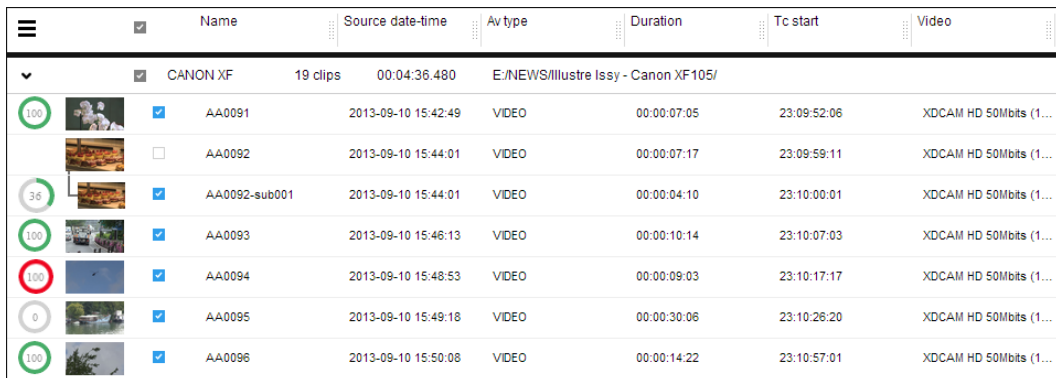 Name Source date-time Av type Duration Tc start Video
CANON XF 19 clips 00:04:36.480 E:/NEWS/Illustre Issy - Canon XF105/
100 AA0091 2013-09-10 15:42:49 VIDEO 00:00:07:05 23:09:52:06 XDCAM HD 50Mbits (1...
AA0092 2013-09-10 15:44:01 VIDEO 00:00:07:17 23:09:59:11 XDCAM HD 50Mbits (1...
36 AA0092-sub001 2013-09-10 15:44:01 VIDEO 00:00:04:10 23:10:00:01 XDCAM HD 50Mbits (1...
100 AA0093 2013-09-10 15:46:13 VIDEO 00:00:10:14 23:10:07:03 XDCAM HD 50Mbits (1...
100 AA0094 2013-09-10 15:48:53 VIDEO 00:00:09:03 23:10:17:17 XDCAM HD 50Mbits (1...
0 AA0095 2013-09-10 15:49:18 VIDEO 00:00:30:06 23:10:26:20 XDCAM HD 50Mbits (1...
100 AA0096 2013-09-10 15:50:08 VIDEO 00:00:14:22 23:10:57:01 XDCAM HD 50Mbits (1...